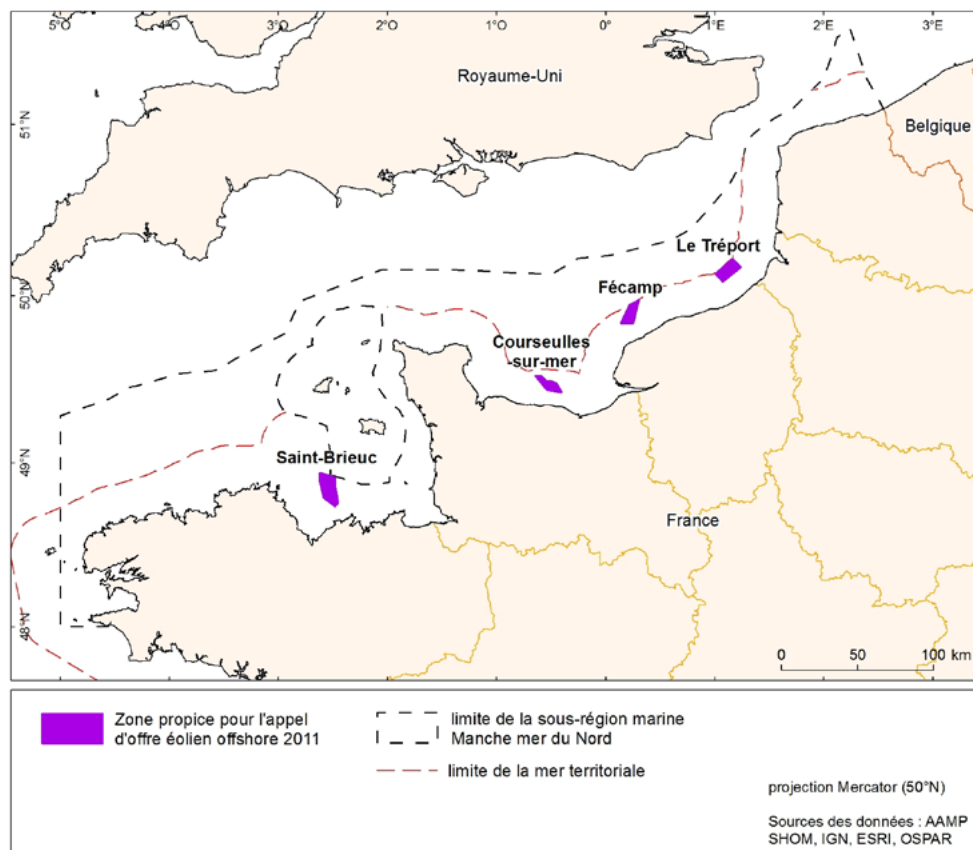 5°O 4°O 3°O 2°O 1°O 0° 1°E 2°E 3°E
Royaume-Uni
51°N
Belgique
Le Tréport
50°N
Fécamp
Courseulles
-sur-mer
49°N
Saint-Brieuc
France
48°N
0 50 100 km
Zone propice pour l'appel
d'offre éolien offshore 2011
limite de la sous-région marine
Manche mer du Nord
limite de la mer territoriale
projection Mercator (50°N)
Sources des données : AAMP
SHOM, IGN, ESRI, OSPAR